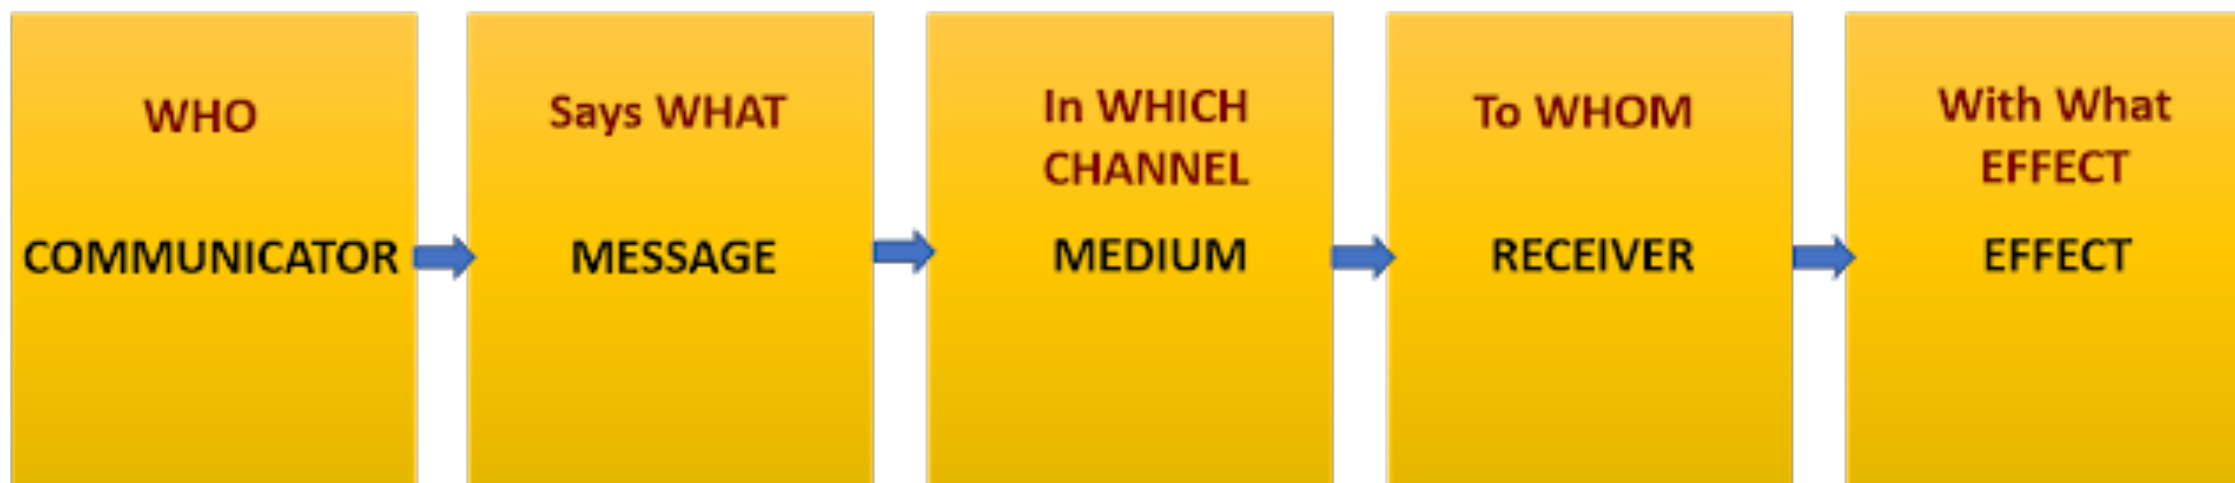 WHO
COMMUNICATOR
Says WHAT
MESSAGE
In WHICH
CHANNEL
MEDIUM
To WHOM
RECEIVER
With What
EFFECT
EFFECT